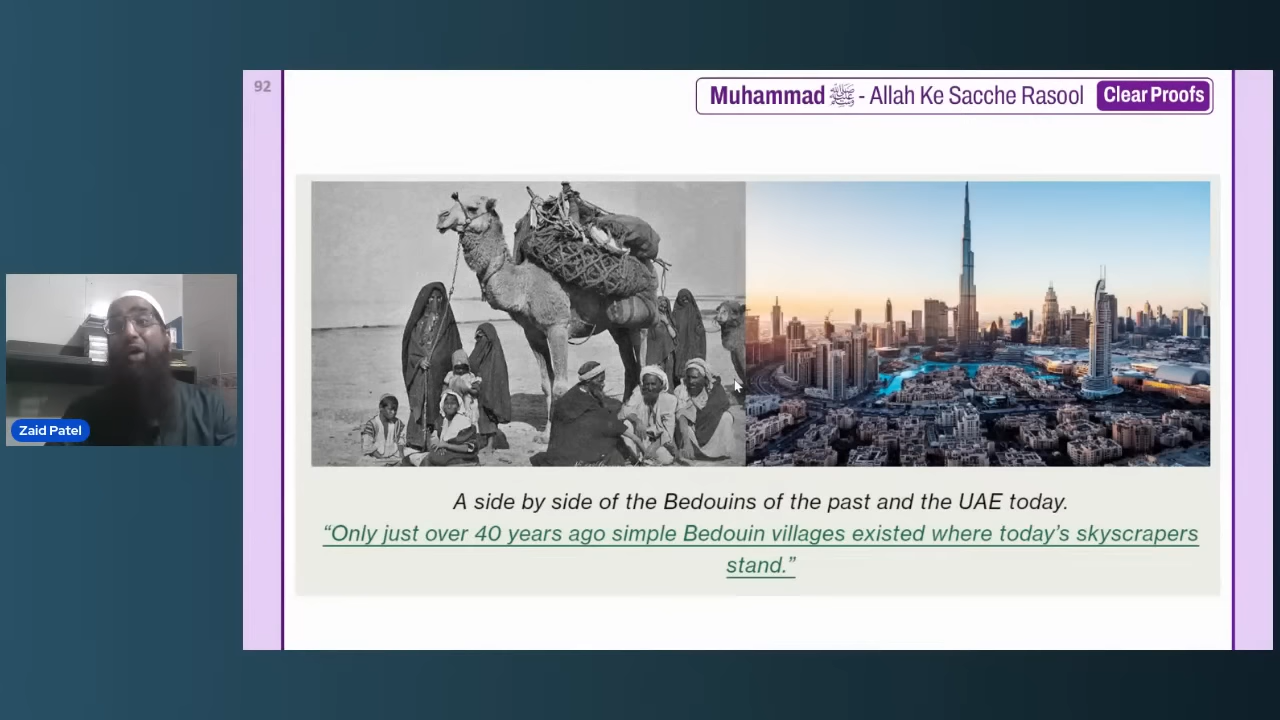 92
Muhammad ﷺ - Allah Ke Sacche Rasool Clear Proofs
Zaid Patel
A side by side of the Bedouins of the past and the UAE today.
“Only just over 40 years ago simple Bedouin villages existed where today’s skyscrapers
stand.”